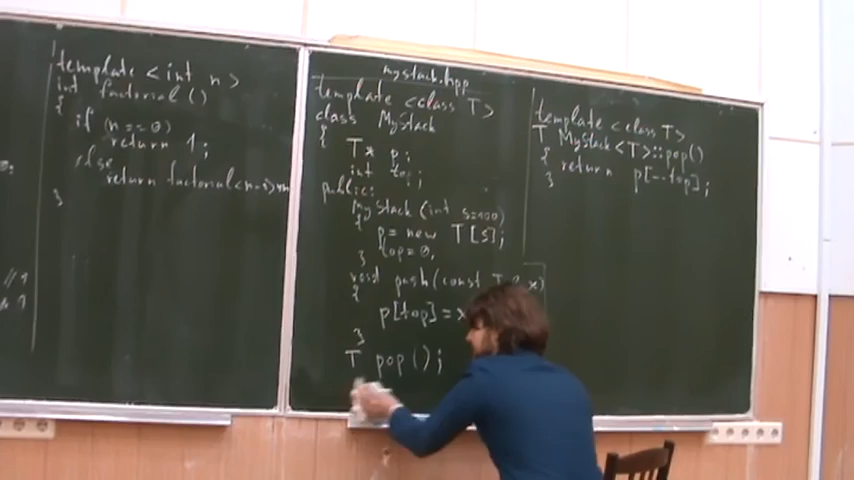 template <int n>
int factorial()
{
if (n==0)
return 1;
else
return factorial<n-1>*n
}
mystack.hpp
template <class T>
class MyStack
{
T* p;
int top;
public:
MyStack (int s=100)
{
p = new T[s];
top=0;
}
void push(const T & x)
{
p[top] = x
}
T pop();
template <class T>
T MyStack<T>::pop()
{ return p[--top];
}